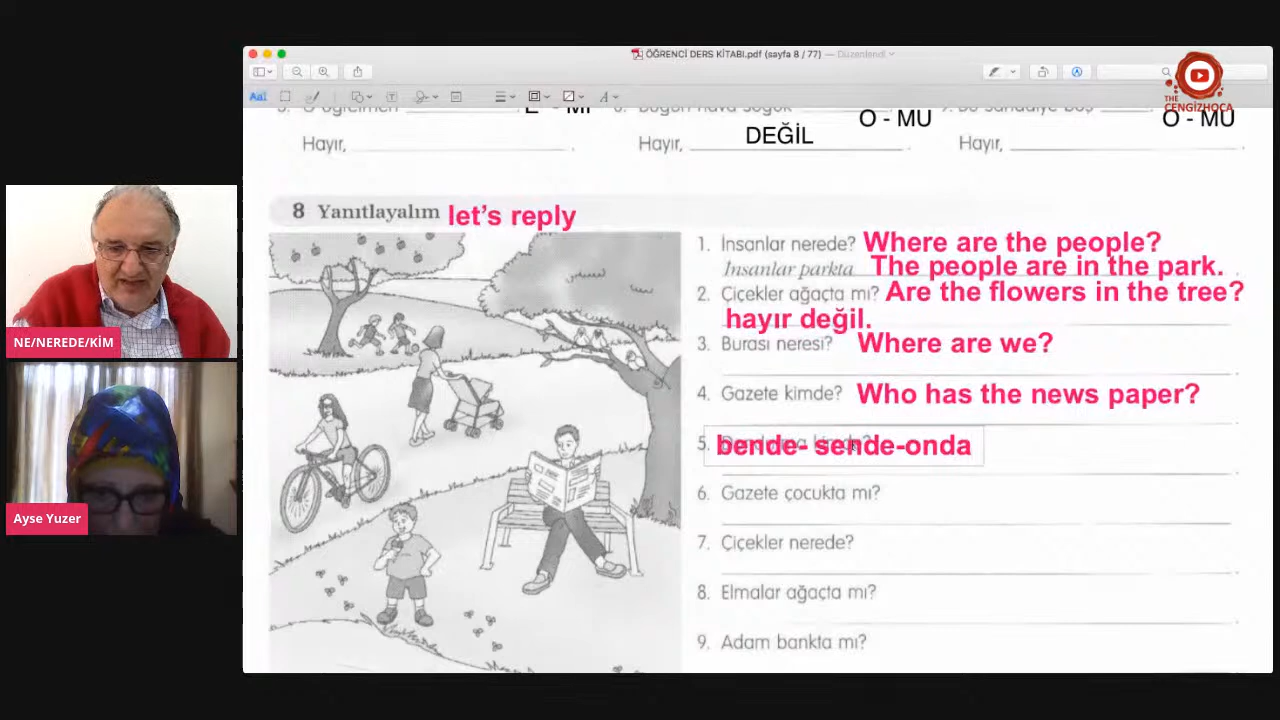 ÖĞRENCİ DERS KİTABI.pdf (sayfa 8 / 77) — Düzenlendi
THE CENGİZHOCA
O - MU
O - MU
DEĞİL
Hayır,
Hayır,
Hayır,
8 Yanıtlayalım let's reply
1. İnsanlar nerede? Where are the people?
İnsanlar parkta The people are in the park.
2. Çiçekler ağaçta mı? Are the flowers in the tree?
hayır değil.
3. Burası neresi? Where are we?
4. Gazete kimde? Who has the news paper?
5. bende- sende-onda
6. Gazete çocukta mı?
7. Çiçekler nerede?
8. Elmalar ağaçta mı?
9. Adam bankta mı?
NE/NEREDE/KİM
Ayse Yuzer